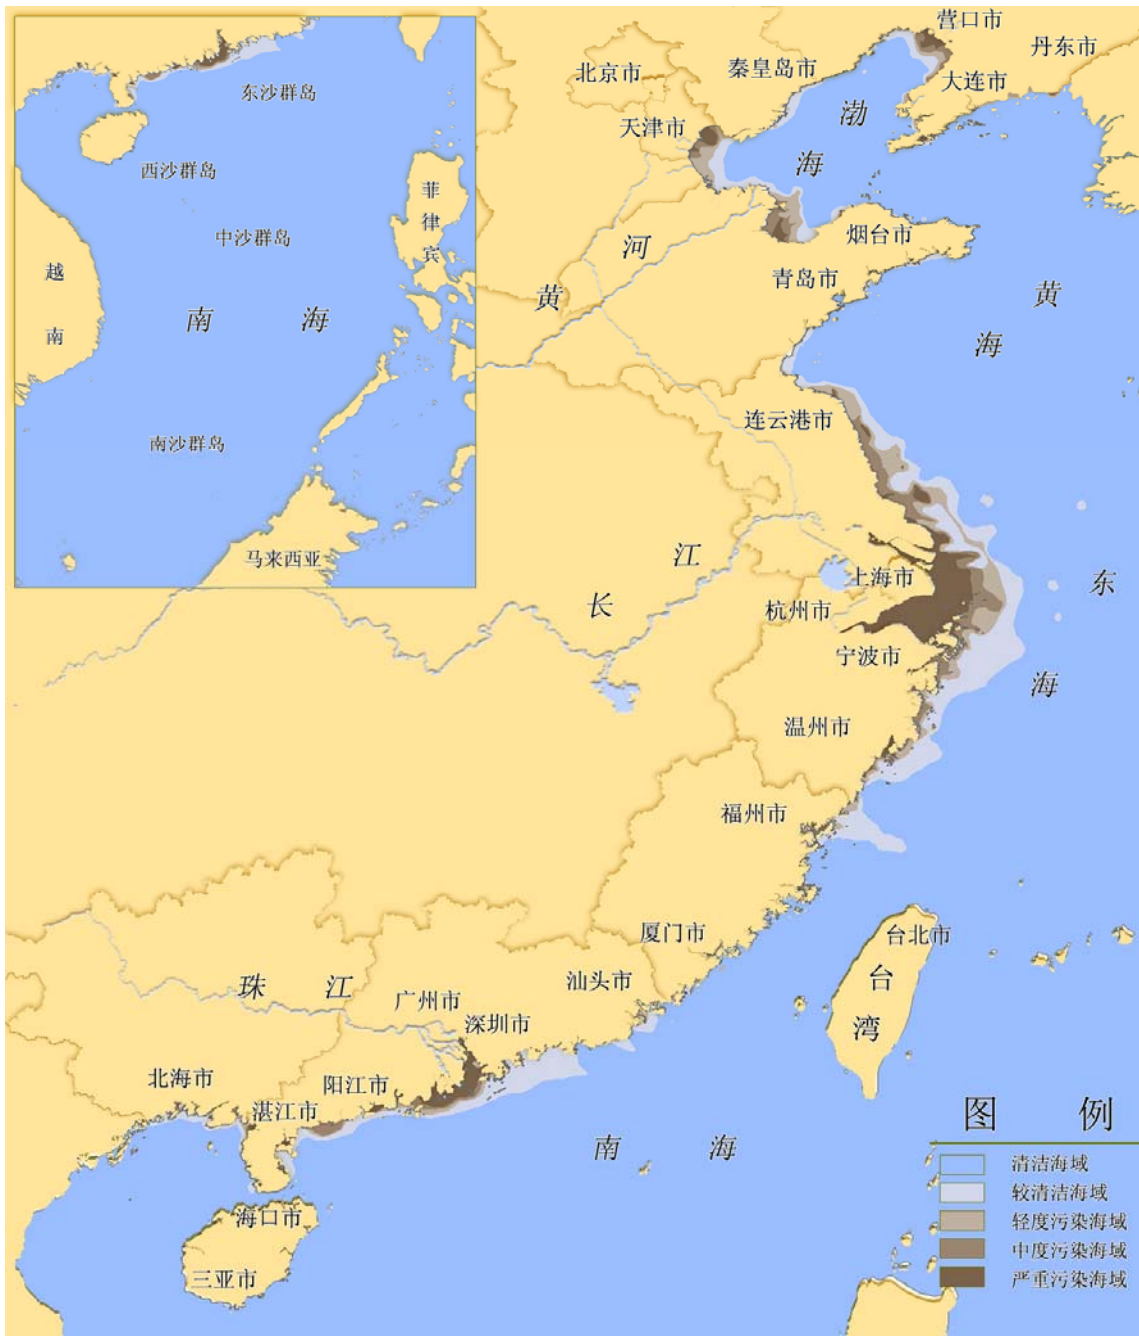 东沙群岛
西沙群岛
中沙群岛
菲律宾
越南
南海
南沙群岛
马来西亚
营口市
丹东市
北京市
秦皇岛市
大连市
天津市
渤海
烟台市
黄河
青岛市
黄海
连云港市
长江
上海市
杭州市
东海
宁波市
温州市
福州市
厦门市
台北市
台湾
汕头市
珠江
广州市
深圳市
北海市
阳江市
湛江市
南海
海口市
三亚市
图例
清洁海域
较清洁海域
轻度污染海域
中度污染海域
严重污染海域